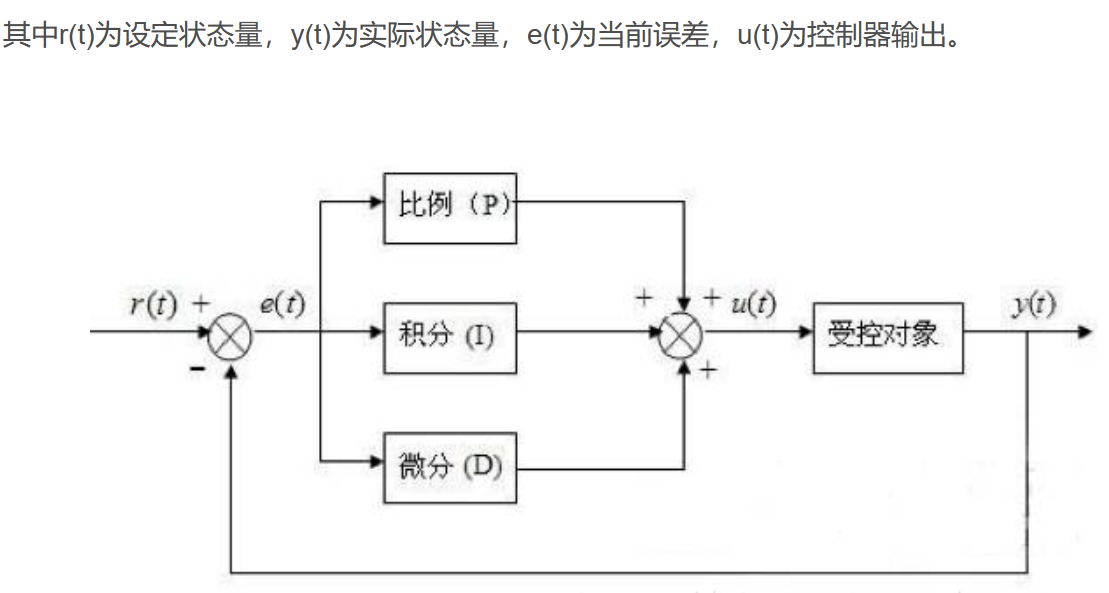 其中r(t)为设定状态量，y(t)为实际状态量，e(t)为当前误差，u(t)为控制器输出。
比例（P）
r(t) + e(t) + + u(t) y(t)
积分 (I) 受控对象
- +
微分 (D)